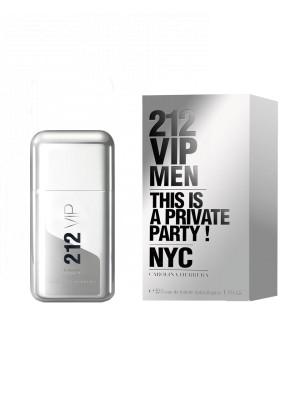 212 VIP
212
VIP
MEN
THIS IS
A PRIVATE
PARTY !
NYC
CAROLINA HERRERA